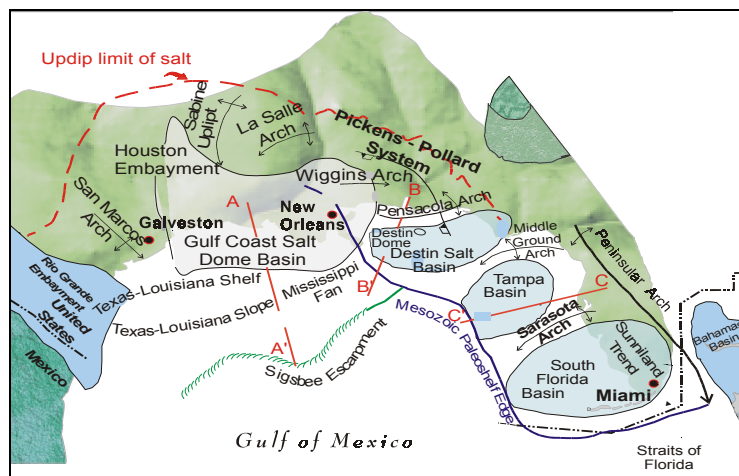 Updip limit of salt
Sabine
Uplipt
La Salle
Arch
Houston
Embayment
Pickens - Pollard
System
Wiggins Arch
San Marcos
Arch
Galveston
A
New
Orleans
B
Pensacola Arch
Gulf Coast Salt
Dome Basin
Destin
Dome
Destin Salt
Basin
Middle
Ground
Arch
Peninsular Arch
Rio Grande
Embayment
United
States
Mexico
Texas-Louisiana Shelf
Texas-Louisiana Slope
Mississippi
Fan
B'
A'
Sigsbee Escarpment
Mesozoic Paleoshelf Edge
Tampa
Basin
C
C'
Sarasota
Arch
Sunniland
Trend
South
Florida
Basin
Miami
Bahamas
Basin
Gulf of Mexico
Straits of
Florida